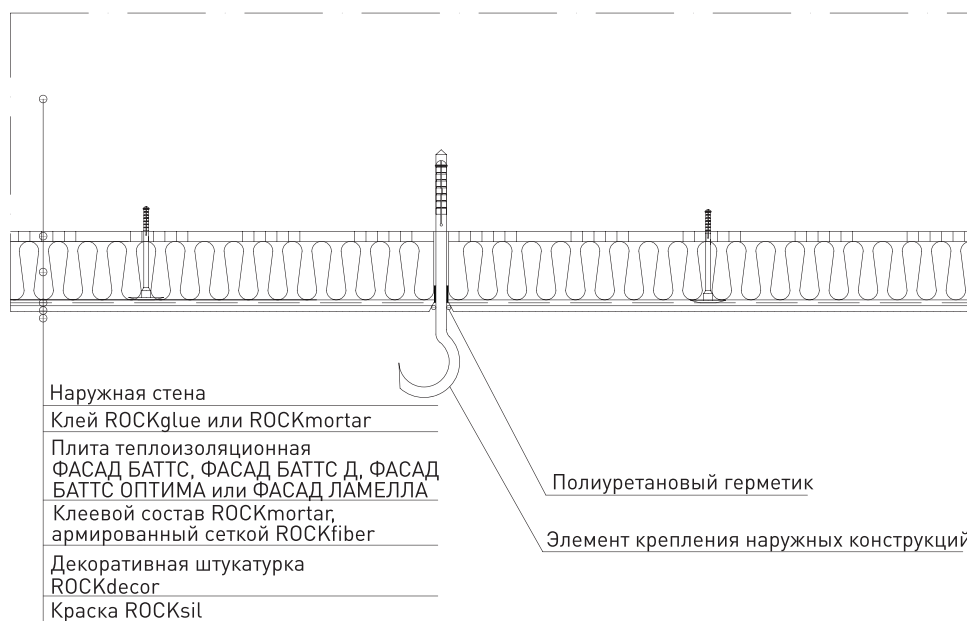 Наружная стена
Клей ROCKglue или ROCKmortar
Плита теплоизоляционная
ФАСАД БАТТС, ФАСАД БАТТС Д, ФАСАД
БАТТС ОПТИМА или ФАСАД ЛАМЕЛЛА
Клеевой состав ROCKmortar,
армированный сеткой ROCKfiber
Декоративная штукатурка
ROCKdecor
Краска ROCKsil
Полиуретановый герметик
Элемент крепления наружных конструкций